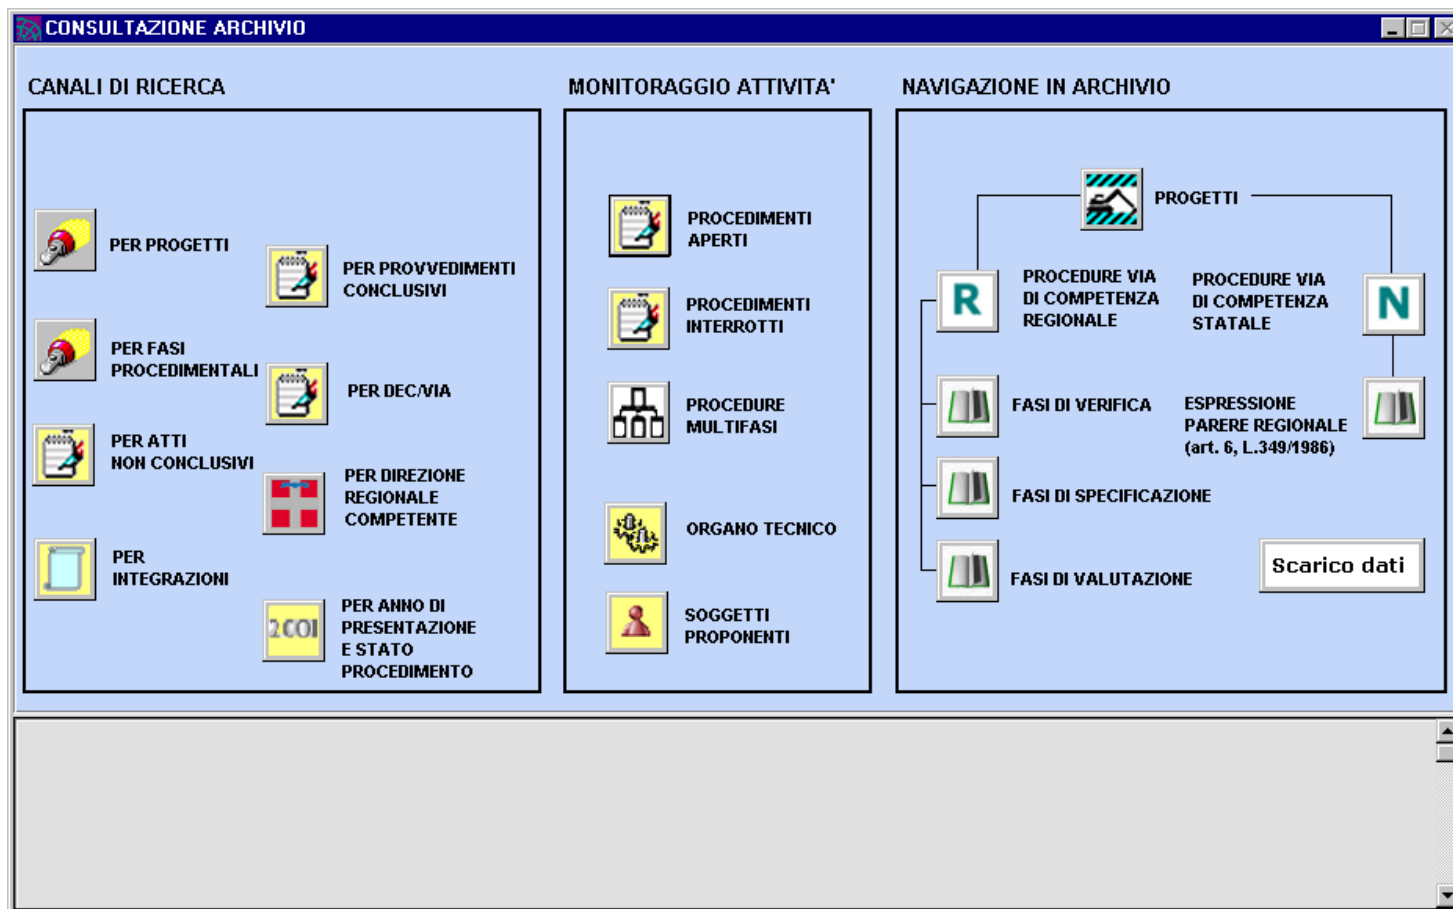 CONSULTAZIONE ARCHIVIO
CANALI DI RICERCA
PER PROGETTI
PER FASI
PROCEDIMENTALI
PER ATTI
NON CONCLUSIVI
PER
INTEGRAZIONI
PER PROVVEDIMENTI
CONCLUSIVI
PER DEC/VIA
PER DIREZIONE
REGIONALE
COMPETENTE
2001
PER ANNO DI
PRESENTAZIONE
E STATO
PROCEDIMENTO
MONITORAGGIO ATTIVITA'
PROCEDIMENTI
APERTI
PROCEDIMENTI
INTERROTTI
PROCEDURE
MULTIFASI
ORGANO TECNICO
SOGGETTI
PROPONENTI
NAVIGAZIONE IN ARCHIVIO
PROGETTI
R
PROCEDURE VIA
DI COMPETENZA
REGIONALE
PROCEDURE VIA
DI COMPETENZA
STATALE
N
FASI DI VERIFICA
ESPRESSIONE
PARERE REGIONALE
(art. 6, L.349/1986)
FASI DI SPECIFICAZIONE
FASI DI VALUTAZIONE
Scarico dati